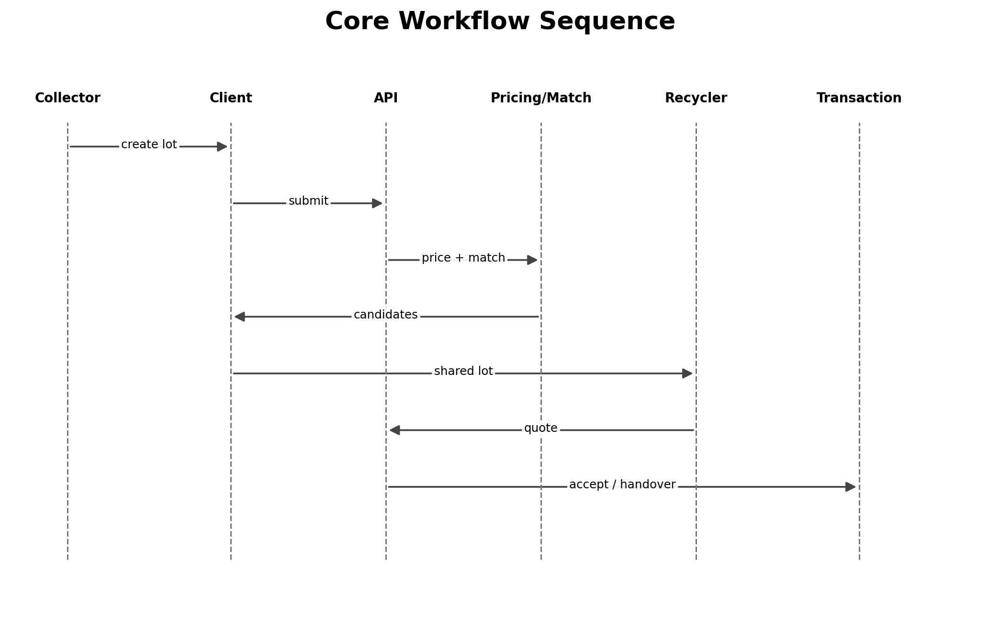 Core Workflow Sequence
Collector Client API Pricing/Match Recycler Transaction
create lot
submit
price + match
candidates
shared lot
quote
accept / handover